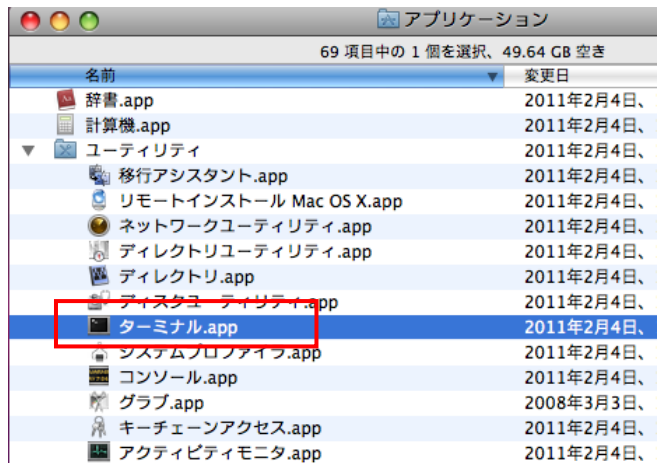 アプリケーション
69 項目中の 1 個を選択、49.64 GB 空き
名前 変更日
辞書.app 2011年2月4日、
計算機.app 2011年2月4日、
ユーティリティ 2011年2月4日、
移行アシスタント.app 2011年2月4日、
リモートインストール Mac OS X.app 2011年2月4日、
ネットワークユーティリティ.app 2011年2月4日、
ディレクトリユーティリティ.app 2011年2月4日、
ディレクトリ.app 2011年2月4日、
ディスクユーティリティ.app 2011年2月4日、
ターミナル.app 2011年2月4日、
システムプロファイラ.app 2011年2月4日、
コンソール.app 2011年2月4日、
グラブ.app 2008年3月3日、
キーチェーンアクセス.app 2011年2月4日、
アクティビティモニタ.app 2011年2月4日、